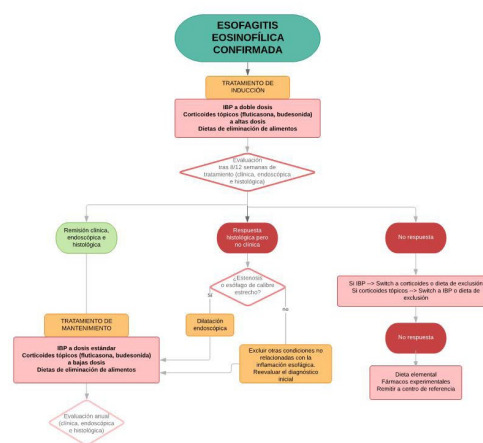 ESOFAGITIS
EOSINOFÍLICA
CONFIRMADA
TRATAMIENTO DE
INDUCCIÓN
IBP a doble dosis
Corticoides tópicos (fluticasona, budesonida)
a altas dosis
Dietas de eliminación de alimentos
Evaluación
tras 8/12 semanas de
tratamiento (clínica, endoscópica
e histológica)
Remisión clínica,
endoscópica e
histológica
Respuesta
histológica pero
no clínica
No respuesta
¿Estenosis
o esófago de calibre
estrecho?
Si
no
Si IBP --> Switch a corticoides o dieta de exclusión
Si corticoides tópicos --> Switch a IBP o dieta de
exclusión
TRATAMIENTO DE
MANTENIMIENTO
IBP a dosis estándar
Corticoides tópicos (fluticasona, budesonida)
a bajas dosis
Dietas de eliminación de alimentos
Dilatación
endoscópica
Excluir otras condiciones no
relacionadas con la
inflamación esofágica.
Reevaluar el diagnóstico
inicial
No respuesta
Dieta elemental
Fármacos experimentales
Remitir a centro de referencia
Evaluación anual
(clínica, endoscópica
e histológica)